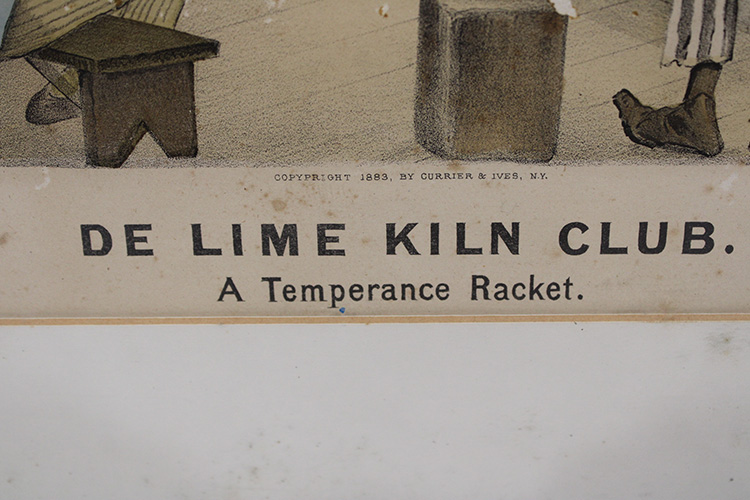 COPYRIGHT 1883, BY CURRIER & IVES, N.Y.
DE LIME KILN CLUB.
A Temperance Racket.